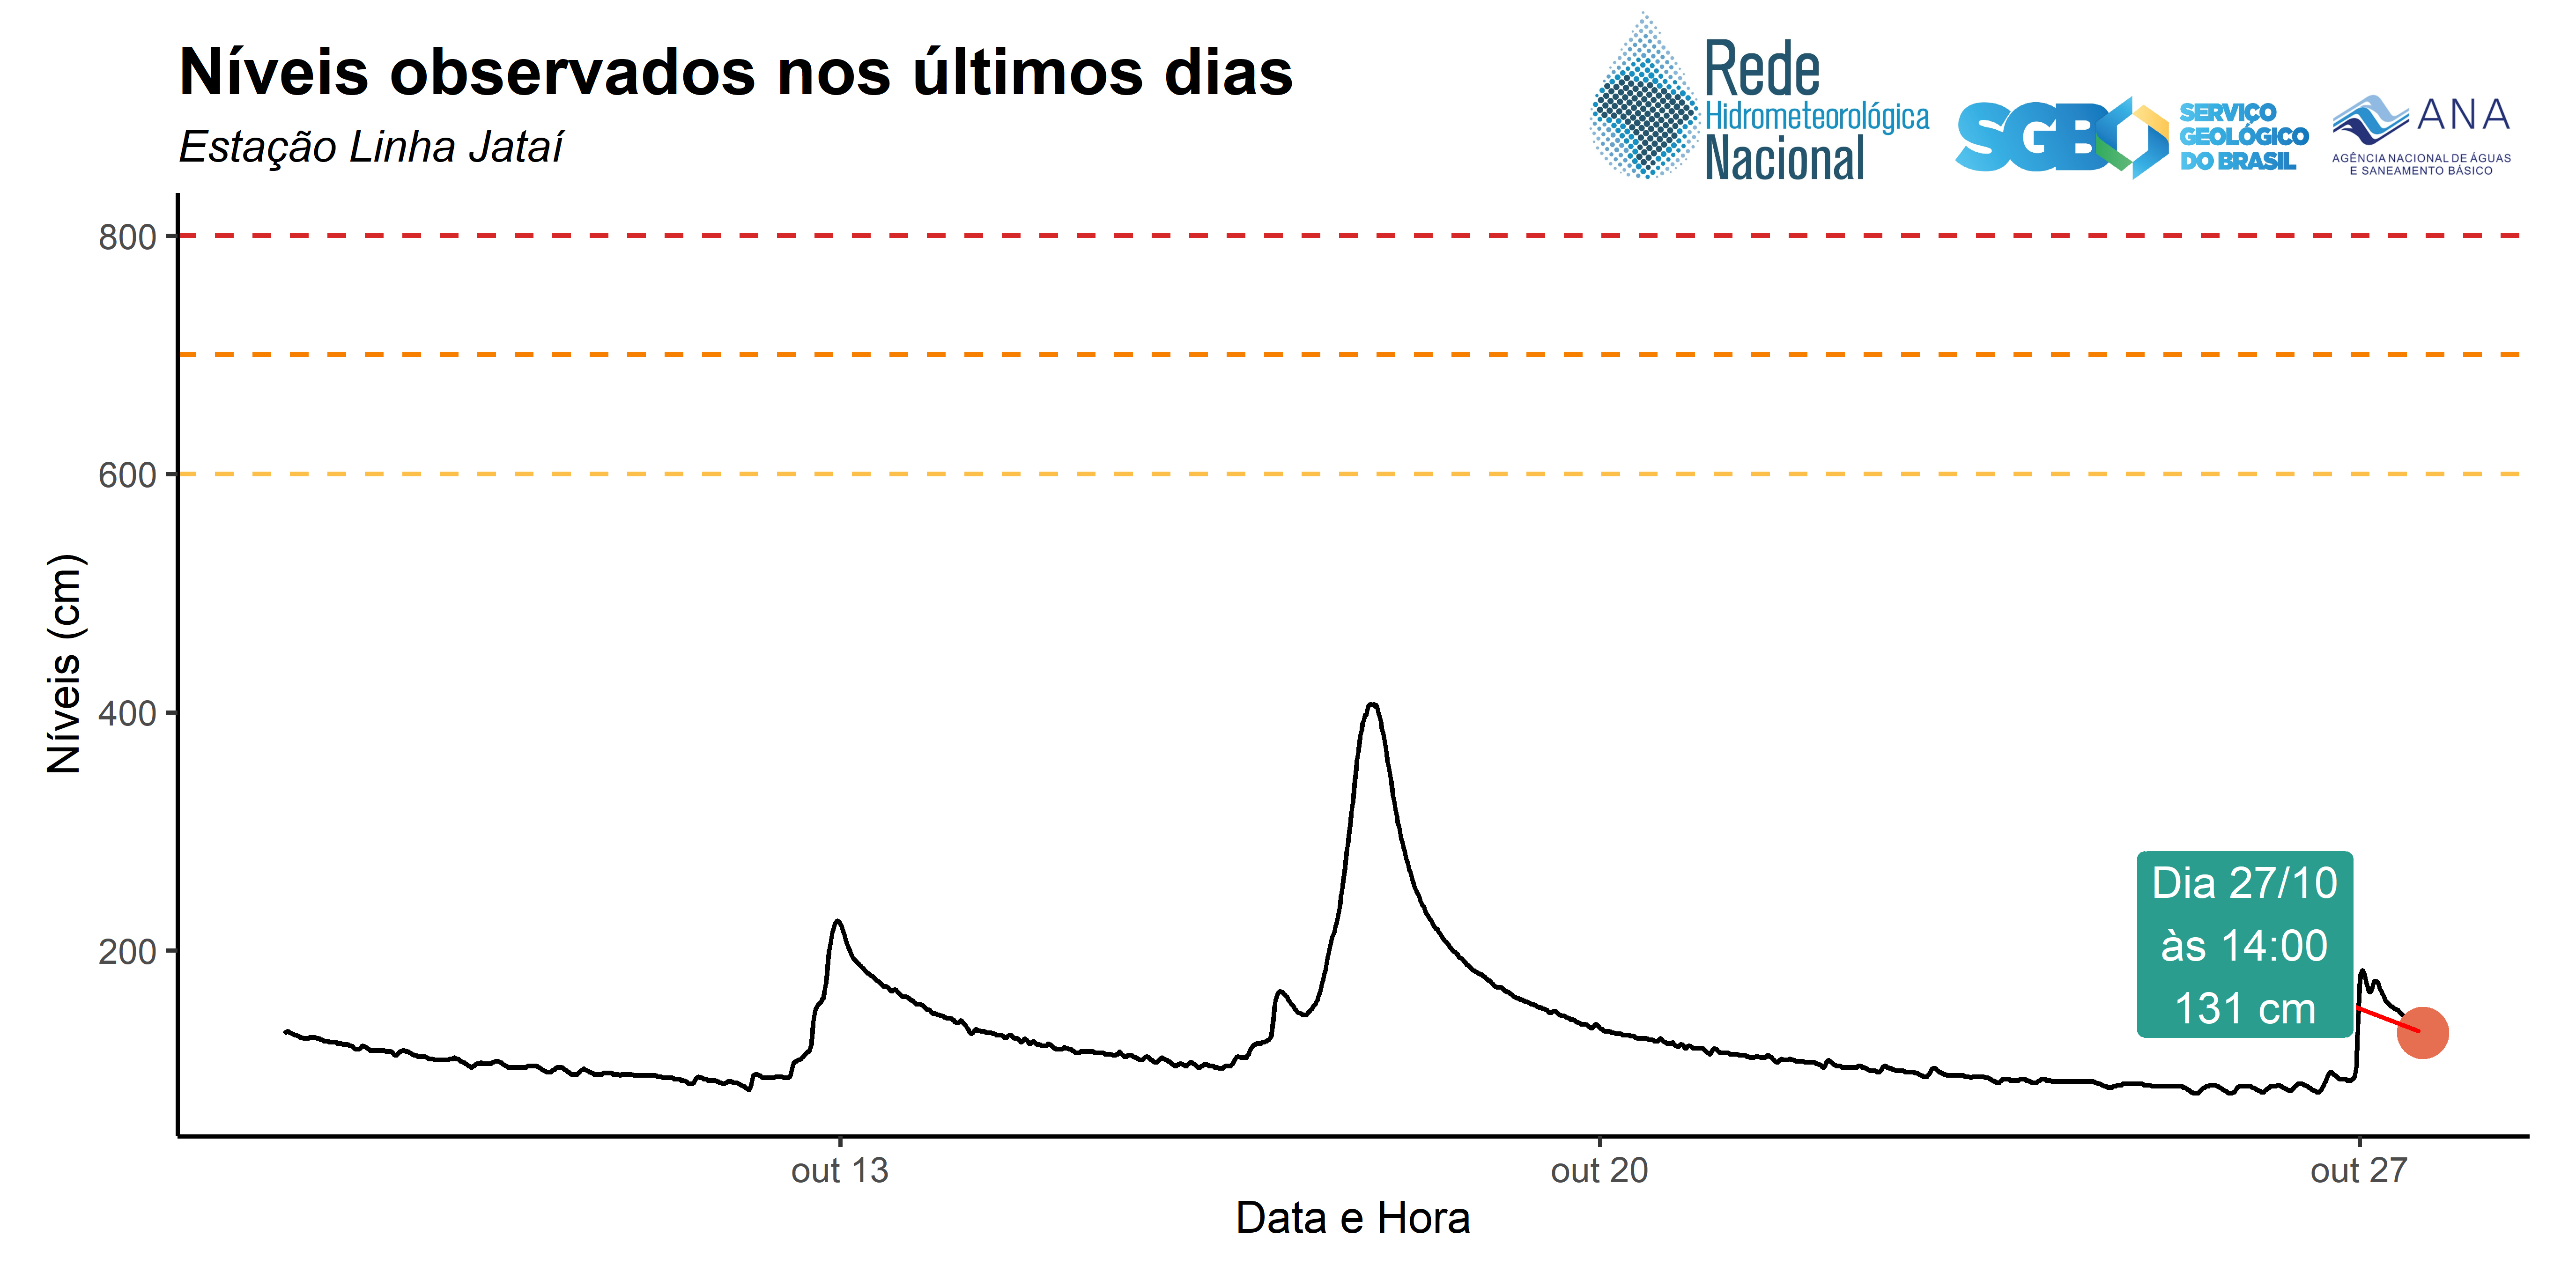 Níveis observados nos últimos dias
Estação Linha Jataí
Rede
Hidrometeorológica
Nacional
SGB
SERVIÇO
GEOLÓGICO
DO BRASIL
ANA
AGÊNCIA NACIONAL DE ÁGUAS
E SANEAMENTO BÁSICO
Níveis (cm)
800
600
400
200
Dia 27/10
às 14:00
131 cm
out 13
out 20
out 27
Data e Hora